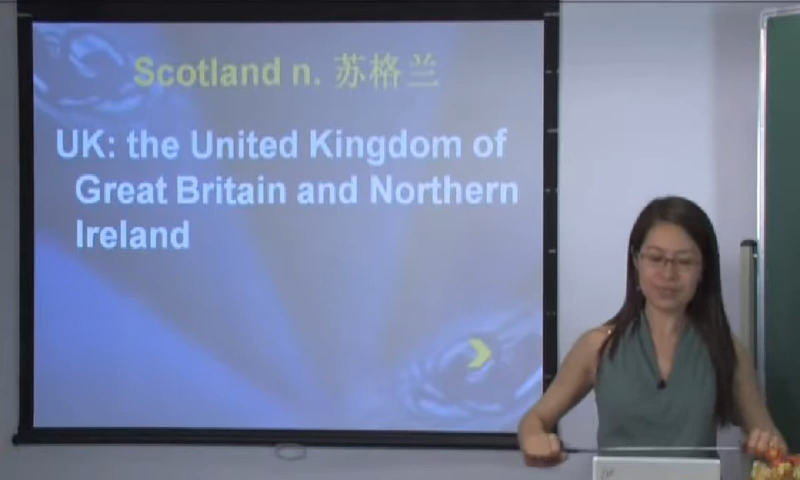 Scotland n. 苏格兰
UK: the United Kingdom of
Great Britain and Northern
Ireland